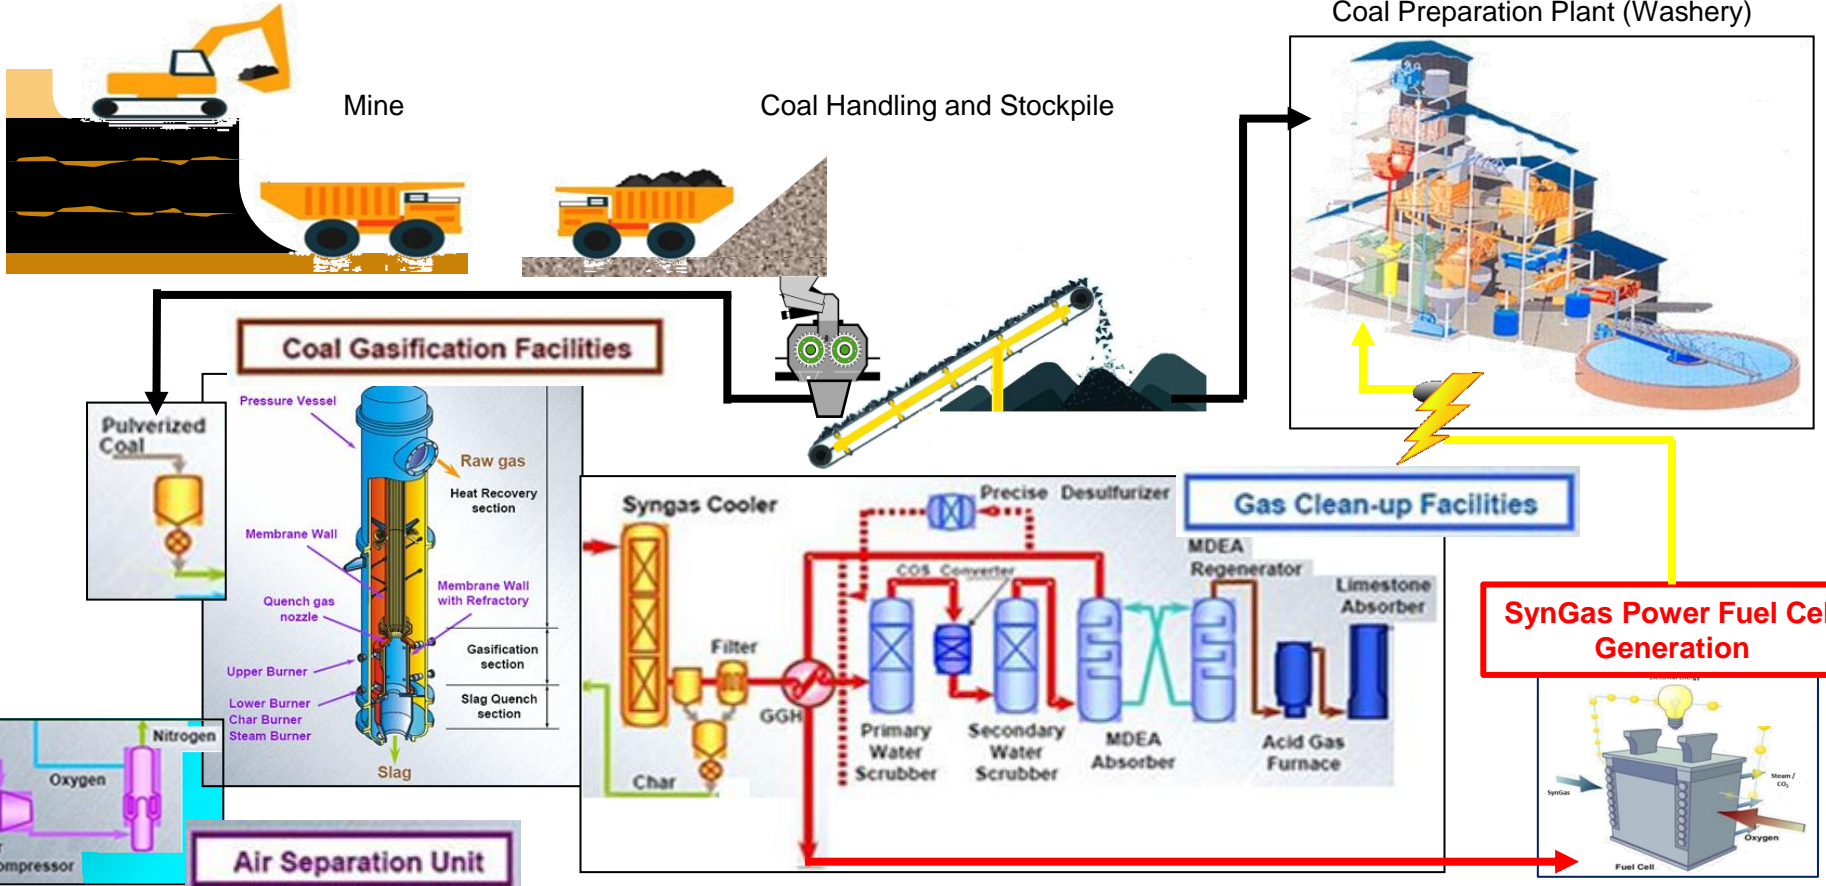 Coal Preparation Plant (Washery)
Mine
Coal Handling and Stockpile
Coal Gasification Facilities
Pulverized
Coal
Pressure Vessel
Raw gas
Heat Recovery
section
Membrane Wall
Membrane Wall
with Refractory
Quench gas
nozzle
Gasification
section
Upper Burner
Slag Quench
section
Lower Burner
Char Burner
Steam Burner
Slag
Nitrogen
Oxygen
ompressor
Air Separation Unit
Gas Clean-up Facilities
Syngas Cooler
Precise Desulfurizer
COS Converter
MDEA
Regenerator
Limestone
Absorber
Filter
GGH
Char
Primary
Water
Scrubber
Secondary
Water
Scrubber
MDEA
Absorber
Acid Gas
Furnace
SynGas Power Fuel Cel
Generation
Electrical Energy
SynGas
Steam /
CO2
Oxygen
Fuel Cell